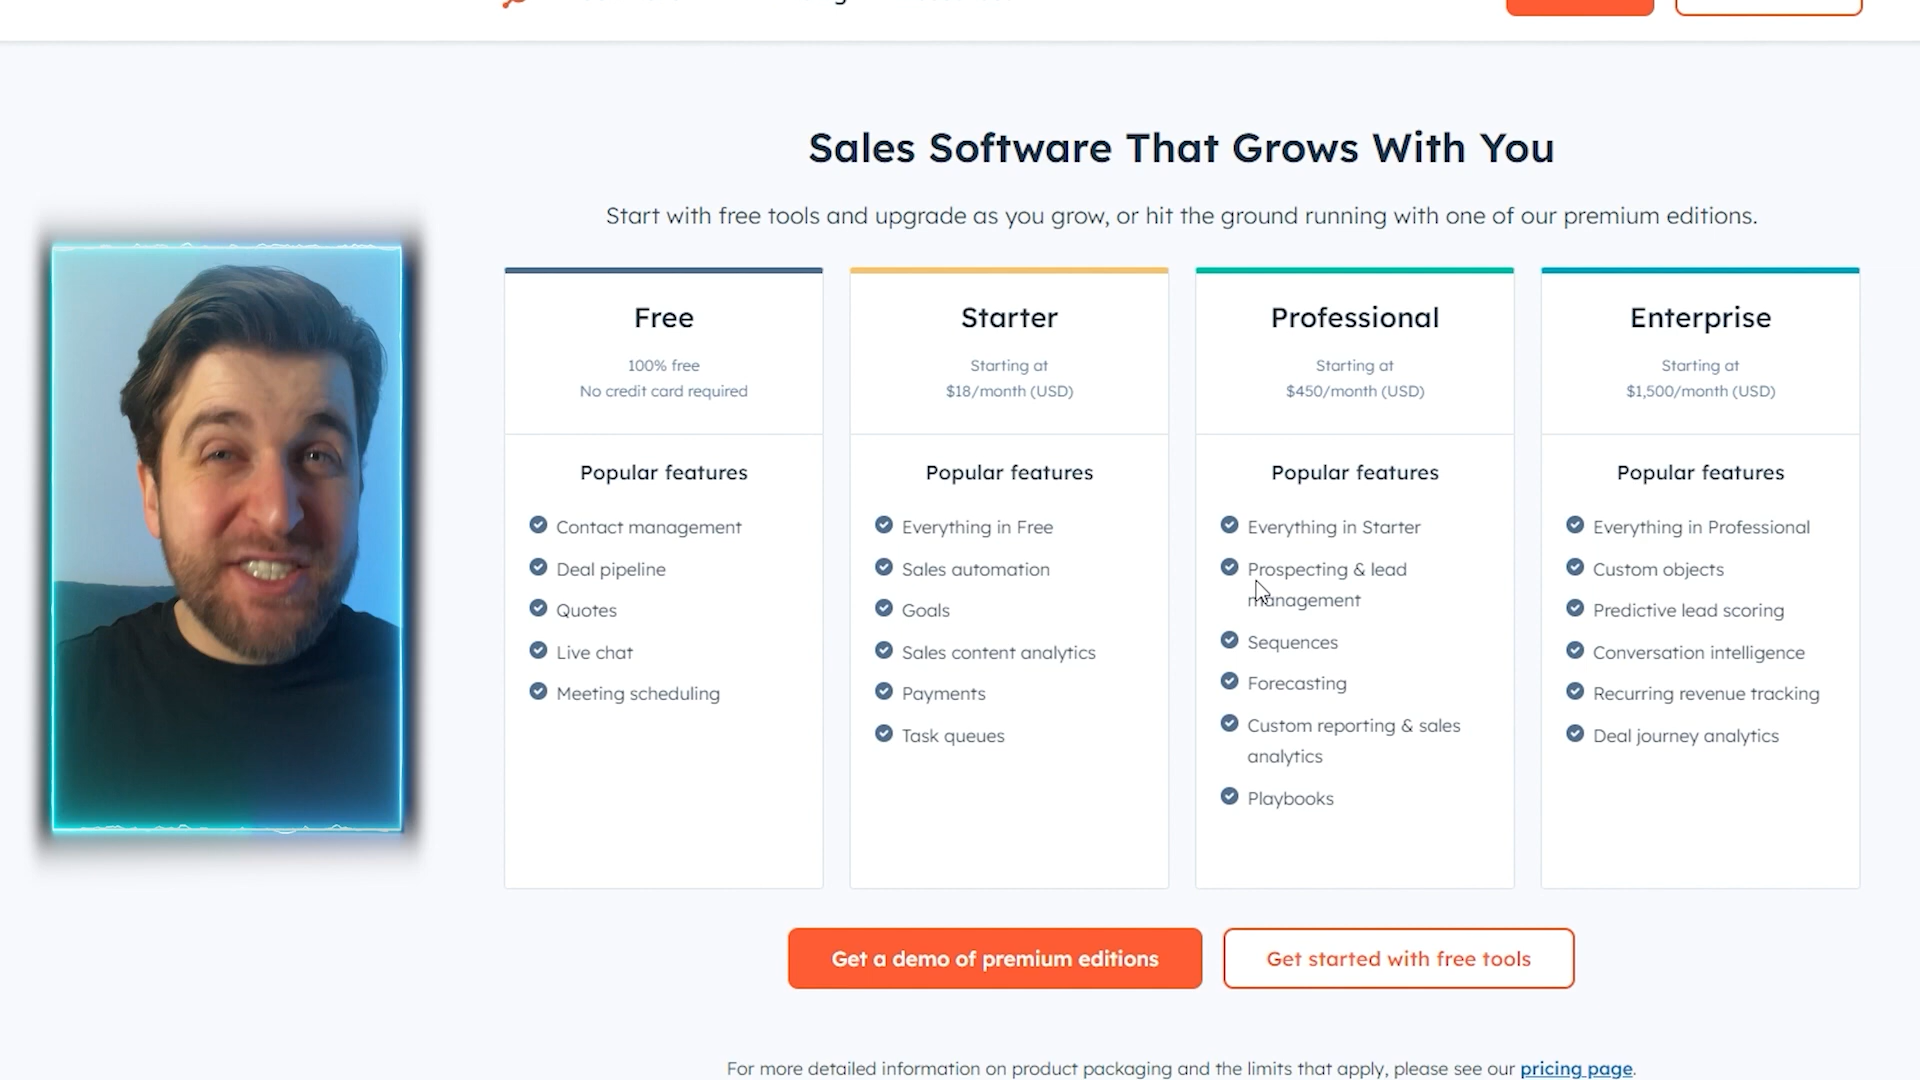 Sales Software That Grows With You
Start with free tools and upgrade as you grow, or hit the ground running with one of our premium editions.
Free
100% free
No credit card required
Popular features
Contact management
Deal pipeline
Quotes
Live chat
Meeting scheduling
Starter
Starting at
$18/month (USD)
Popular features
Everything in Free
Sales automation
Goals
Sales content analytics
Payments
Task queues
Professional
Starting at
$450/month (USD)
Popular features
Everything in Starter
Prospecting & lead
management
Sequences
Forecasting
Custom reporting & sales
analytics
Playbooks
Enterprise
Starting at
$1,500/month (USD)
Popular features
Everything in Professional
Custom objects
Predictive lead scoring
Conversation intelligence
Recurring revenue tracking
Deal journey analytics
Get a demo of premium editions
Get started with free tools
For more detailed information on product packaging and the limits that apply, please see our pricing page.